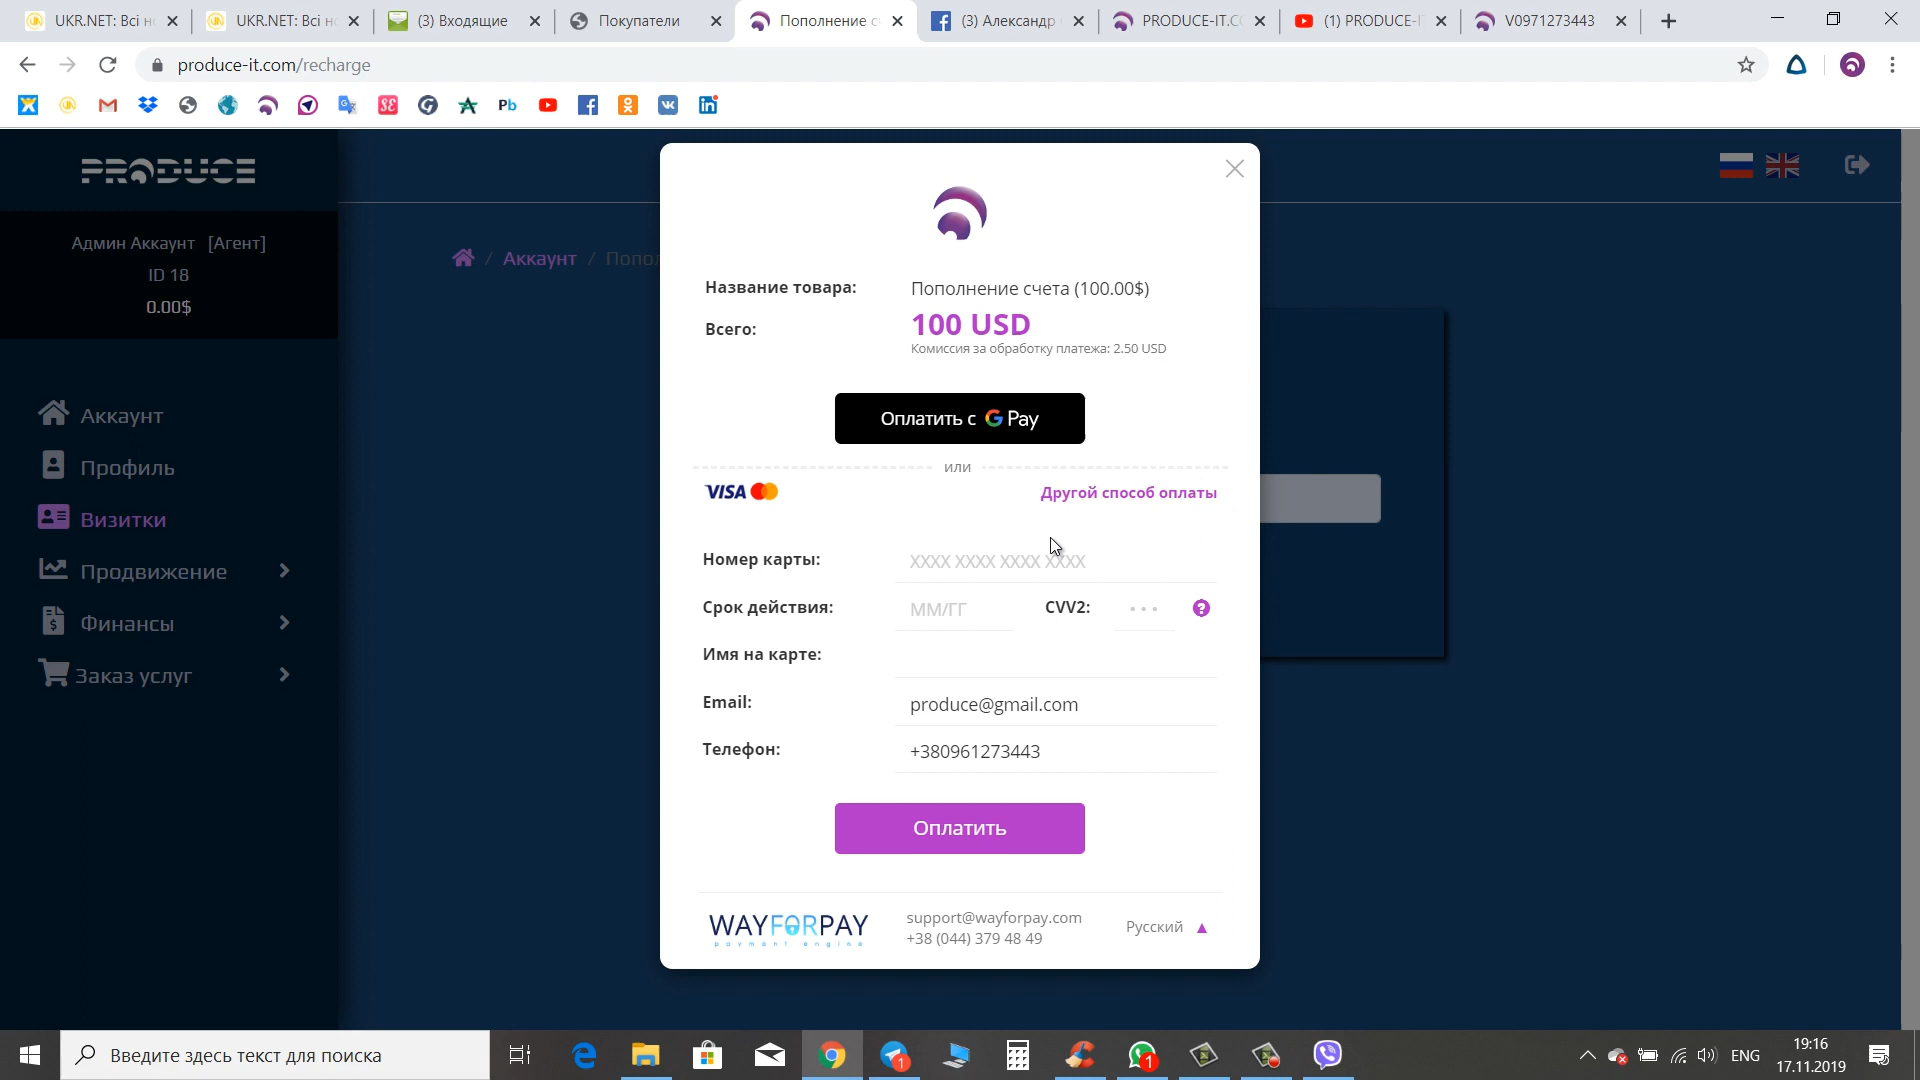 UKR.NET: Всі н
UKR.NET: Всі но
(3) Входящие
Покупатели
Пополнение с
(3) Александр
PRODUCE-IT.C
(1) PRODUCE-I
V0971273443
produce-it.com/recharge
PRODUCE
Админ Аккаунт [Агент]
ID 18
0.00$
/ Аккаунт / Попол
Аккаунт
Профиль
Визитки
Продвижение
Финансы
Заказ услуг
Название товара: Пополнение счета (100.00$)
Всего: 100 USD
Комиссия за обработку платежа: 2.50 USD
Оплатить с G Pay
или
VISA
Другой способ оплаты
Номер карты: XXXX XXXX XXXX XXXX
Срок действия: ММ/ГГ CVV2:
Имя на карте:
Email: produce@gmail.com
Телефон: +380961273443
Оплатить
WAYFORPAY
payment engine
support@wayforpay.com
+38 (044) 379 48 49
Русский
Введите здесь текст для поиска
ENG
19:16
17.11.2019